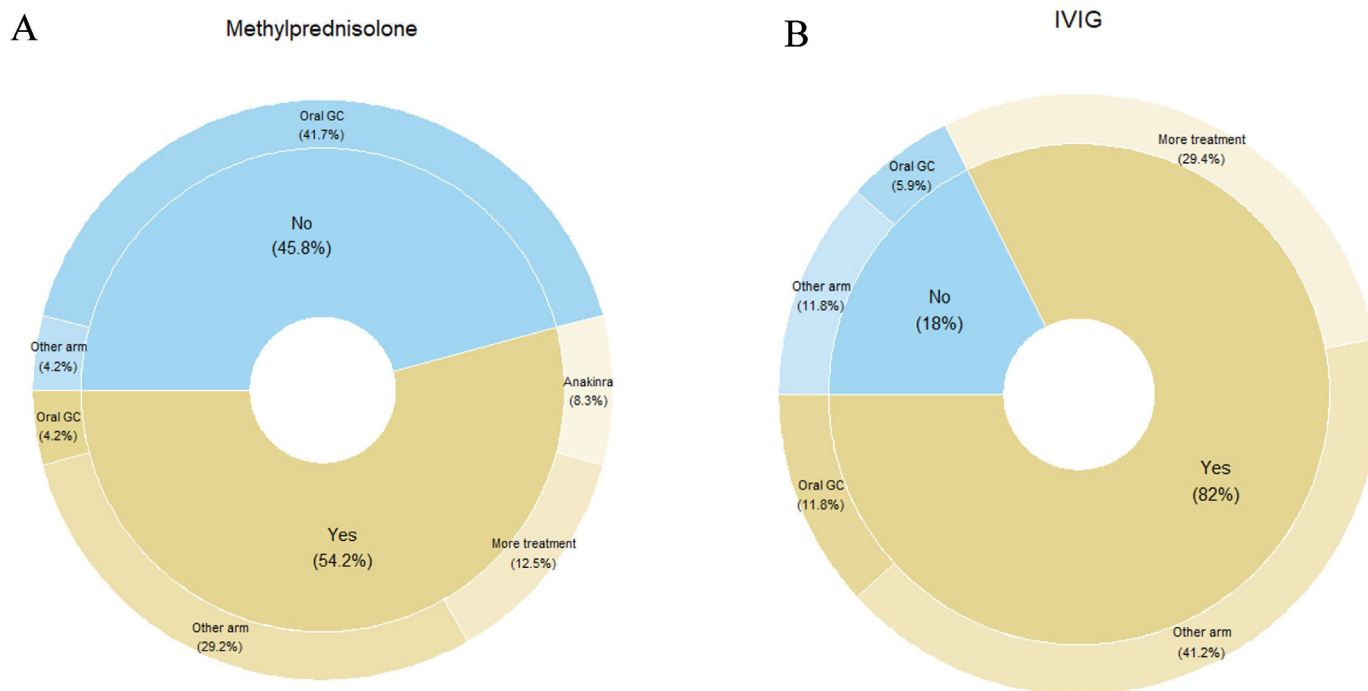 A
Methylprednisolone
Oral GC
(41.7%)
No
(45.8%)
Other arm
(4.2%)
Oral GC
(4.2%)
Anakinra
(8.3%)
Yes
(54.2%)
More treatment
(12.5%)
Other arm
(29.2%)
B
IVIG
More treatment
(29.4%)
Oral GC
(5.9%)
Other arm
(11.8%)
No
(18%)
Yes
(82%)
Oral GC
(11.8%)
Other arm
(41.2%)